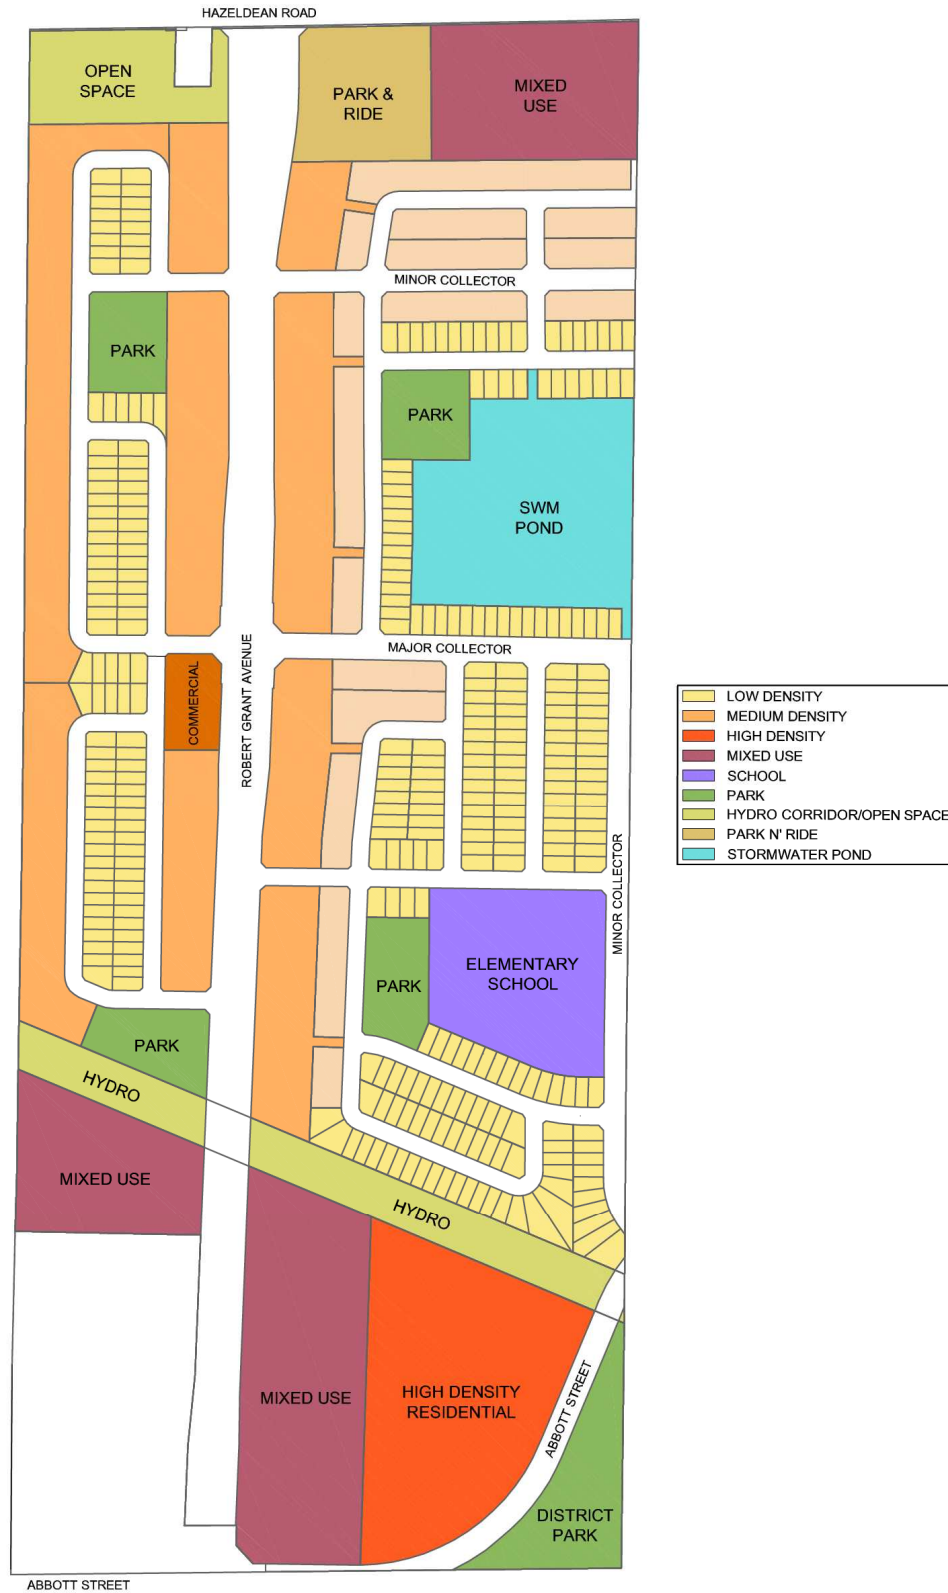 HAZELDEAN ROAD
OPEN
SPACE
PARK &
RIDE
MIXED
USE
MINOR COLLECTOR
PARK
PARK
SWM
POND
MAJOR COLLECTOR
COMMERCIAL
ROBERT GRANT AVENUE
LOW DENSITY
MEDIUM DENSITY
HIGH DENSITY
MIXED USE
SCHOOL
PARK
HYDRO CORRIDOR/OPEN SPACE
PARK N' RIDE
STORMWATER POND
MINOR COLLECTOR
ELEMENTARY
SCHOOL
PARK
PARK
HYDRO
MIXED USE
HYDRO
MIXED USE
HIGH DENSITY
RESIDENTIAL
ABBOTT STREET
DISTRICT
PARK
ABBOTT STREET